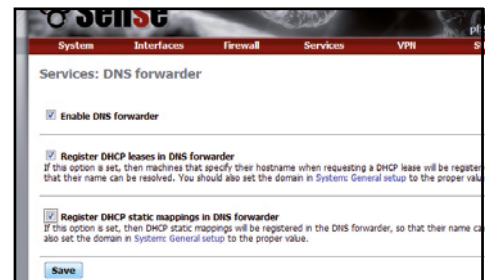 Sense
pf
System Interfaces Firewall Services VPN
Services: DNS forwarder
Enable DNS forwarder
Register DHCP leases in DNS forwarder
If this option is set, then machines that specify their hostname when requesting a DHCP lease will be register
that their name can be resolved. You should also set the domain in System: General setup to the proper valu
Register DHCP static mappings in DNS forwarder
If this option is set, then DHCP static mappings will be registered in the DNS forwarder, so that their name ca
also set the domain in System: General setup to the proper value.
Save